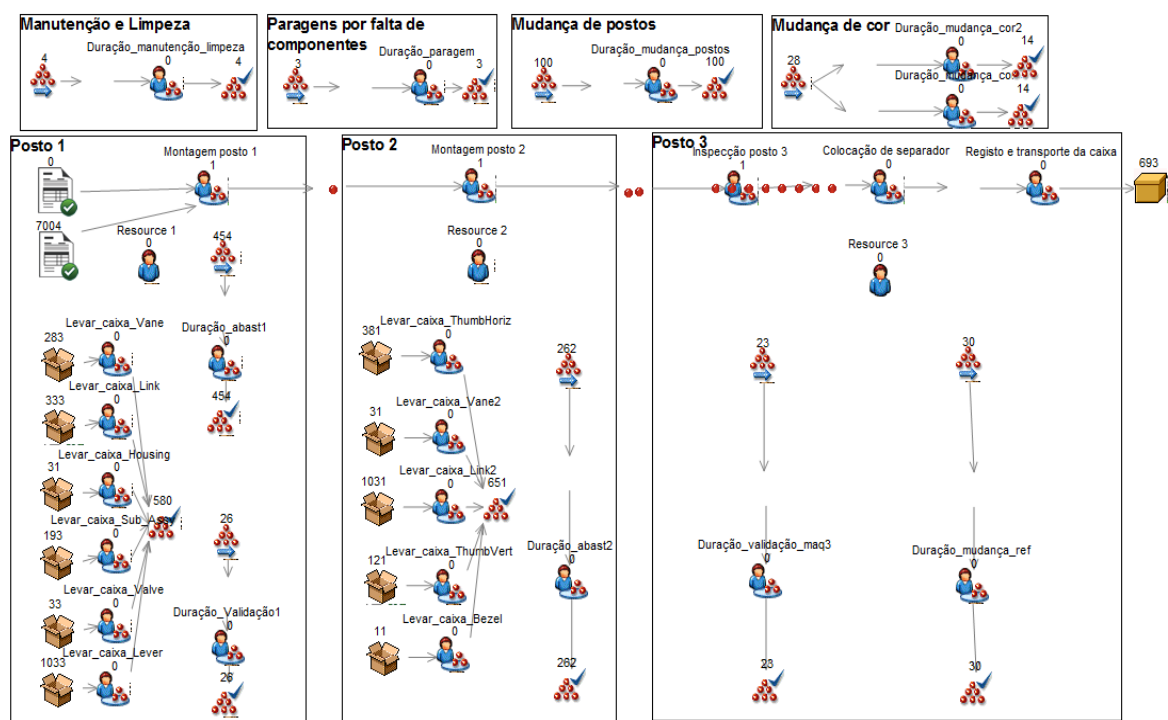 Manutenção e Limpeza
Duração_manutenção_limpeza
4
0
4
Paragens por falta de
componentes
Duração_paragem
3
0
3
Mudança de postos
Duração_mudança_postos
100
0
100
Mudança de cor
Duração_mudança_cor2
0
14
28
Duração_mudança_co
0
14
Posto 1
0
Montagem posto 1
1
7004
Resource 1
0
454
Levar_caixa_Vane
283
0
Duração_abast1
0
Levar_caixa_Link
333
0
454
Levar_caixa_Housing
31
0
580
Levar_caixa_Sub_Assy
193
0
26
Levar_caixa_Valve
33
0
Duração_Validação1
0
Levar_caixa_Lever
1033
0
26
Posto 2
Montagem posto 2
1
Resource 2
0
Levar_caixa_ThumbHoriz
381
0
262
Levar_caixa_Vane2
31
0
Levar_caixa_Link2
1031
0
651
Levar_caixa_ThumbVert
121
0
Duração_abast2
0
Levar_caixa_Bezel
11
0
262
Posto 3
Inspecção posto 3
1
Colocação de separador
0
Registo e transporte da caixa
0
693
Resource 3
0
23
30
Duração_validação_maq3
0
Duração_mudança_ref
0
23
30